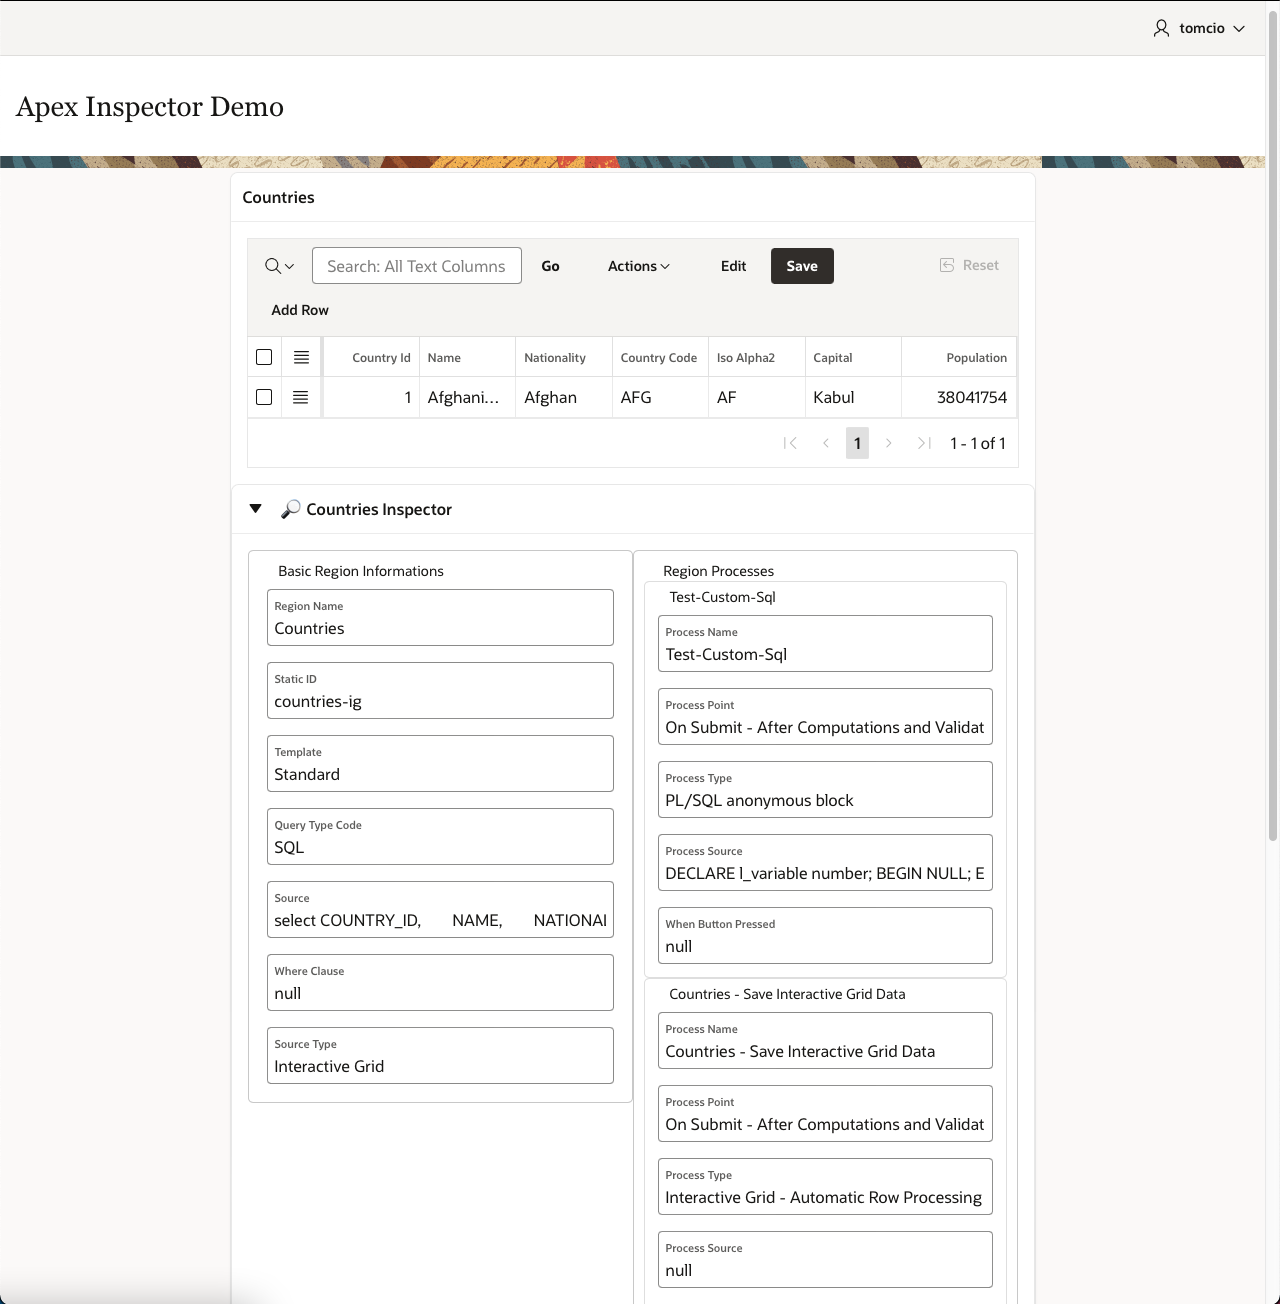 tomcio
Apex Inspector Demo
Countries
Search: All Text Columns Go Actions Edit Save Reset
Add Row
Country Id Name Nationality Country Code Iso Alpha2 Capital Population
1 Afghani... Afghan AFG AF Kabul 38041754
1 1 - 1 of 1
Countries Inspector
Basic Region Informations
Region Name
Countries
Static ID
countries-ig
Template
Standard
Query Type Code
SQL
Source
select COUNTRY_ID, NAME, NATIONAI
Where Clause
null
Source Type
Interactive Grid
Region Processes
Test-Custom-Sql
Process Name
Test-Custom-Sql
Process Point
On Submit - After Computations and Validat
Process Type
PL/SQL anonymous block
Process Source
DECLARE l_variable number; BEGIN NULL; E
When Button Pressed
null
Countries - Save Interactive Grid Data
Process Name
Countries - Save Interactive Grid Data
Process Point
On Submit - After Computations and Validat
Process Type
Interactive Grid - Automatic Row Processing
Process Source
null